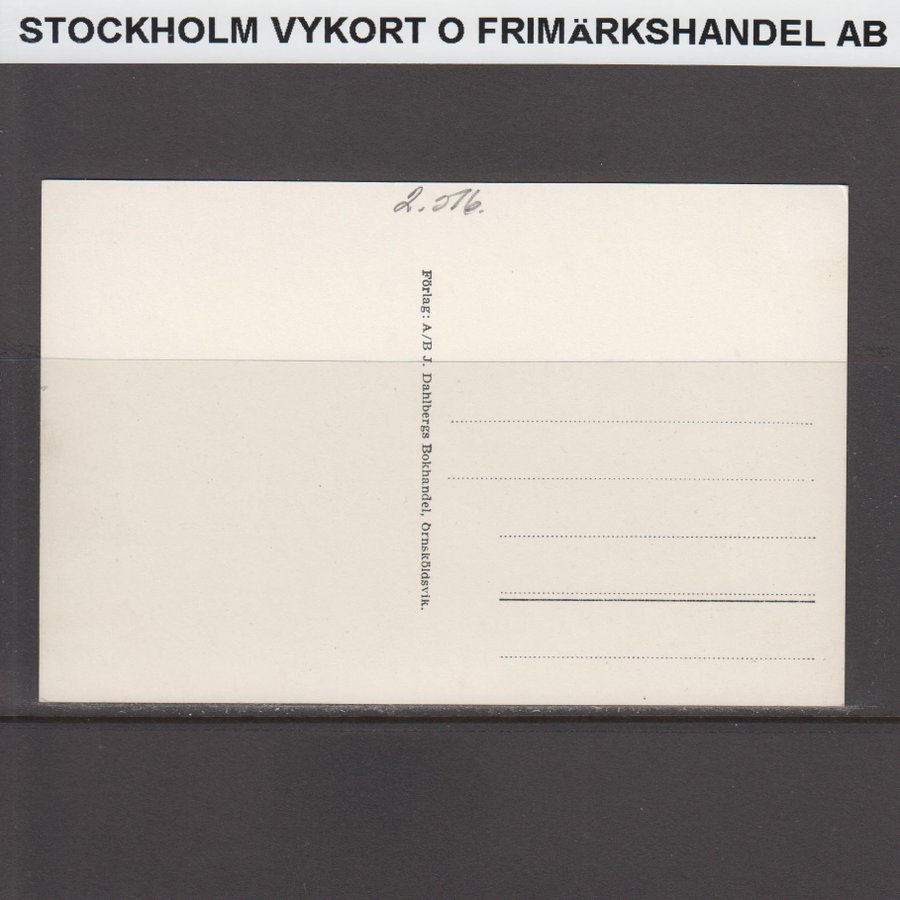 STOCKHOLM VYKORT O FRIMÄRKSHANDEL AB
2.516.
Förlag: A/B J. Dahlbergs Bokhandel, Örnsköldsvik.